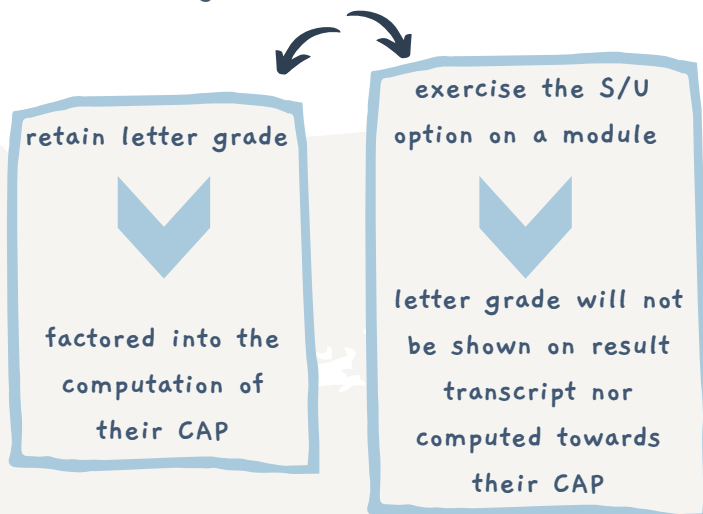 retain letter grade
factored into the
computation of
their CAP
exercise the S/U
option on a module
letter grade will not
be shown on result
transcript nor
computed towards
their CAP